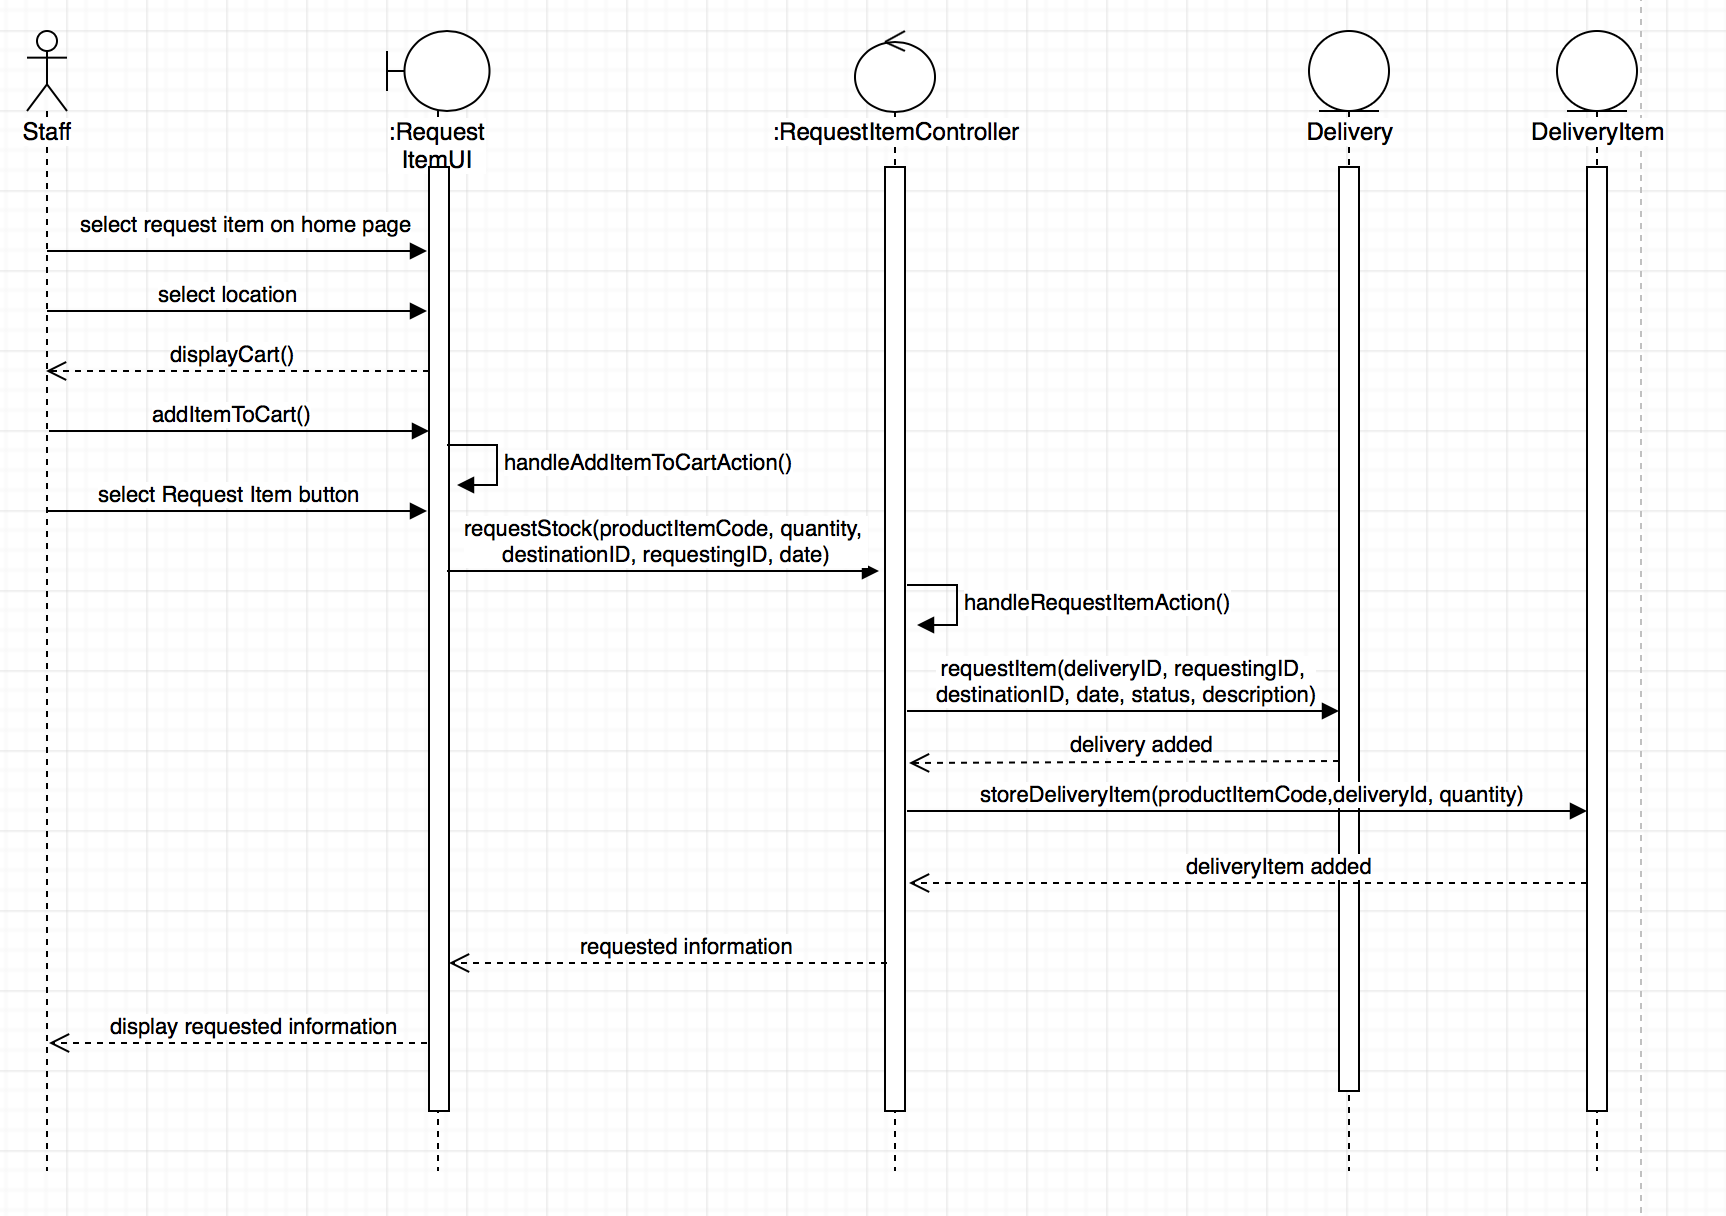 Staff
:Request
ItemUI
:RequestItemController
Delivery
DeliveryItem
select request item on home page
select location
displayCart()
addItemToCart()
handleAddItemToCartAction()
select Request Item button
requestStock(productItemCode, quantity,
destinationID, requestingID, date)
handleRequestItemAction()
requestItem(deliveryID, requestingID,
destinationID, date, status, description)
delivery added
storeDeliveryItem(productItemCode,deliveryId, quantity)
deliveryItem added
requested information
display requested information